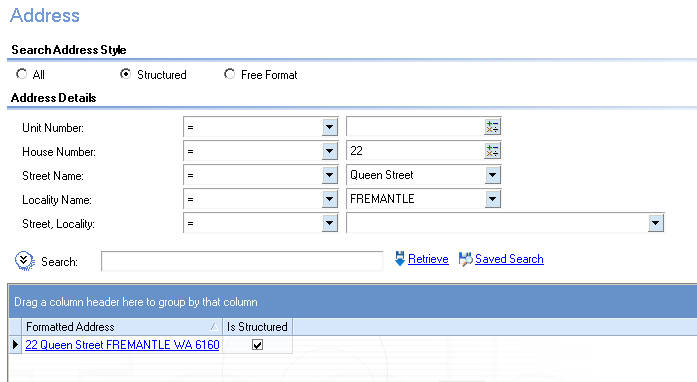 Address
Search Address Style
All Structured Free Format
Address Details
Unit Number: =
House Number: = 22
Street Name: = Queen Street
Locality Name: = FREMANTLE
Street, Locality: =
Search: Retrieve Saved Search
Drag a column header here to group by that column
Formatted Address Is Structured
22 Queen Street FREMANTLE WA 6160